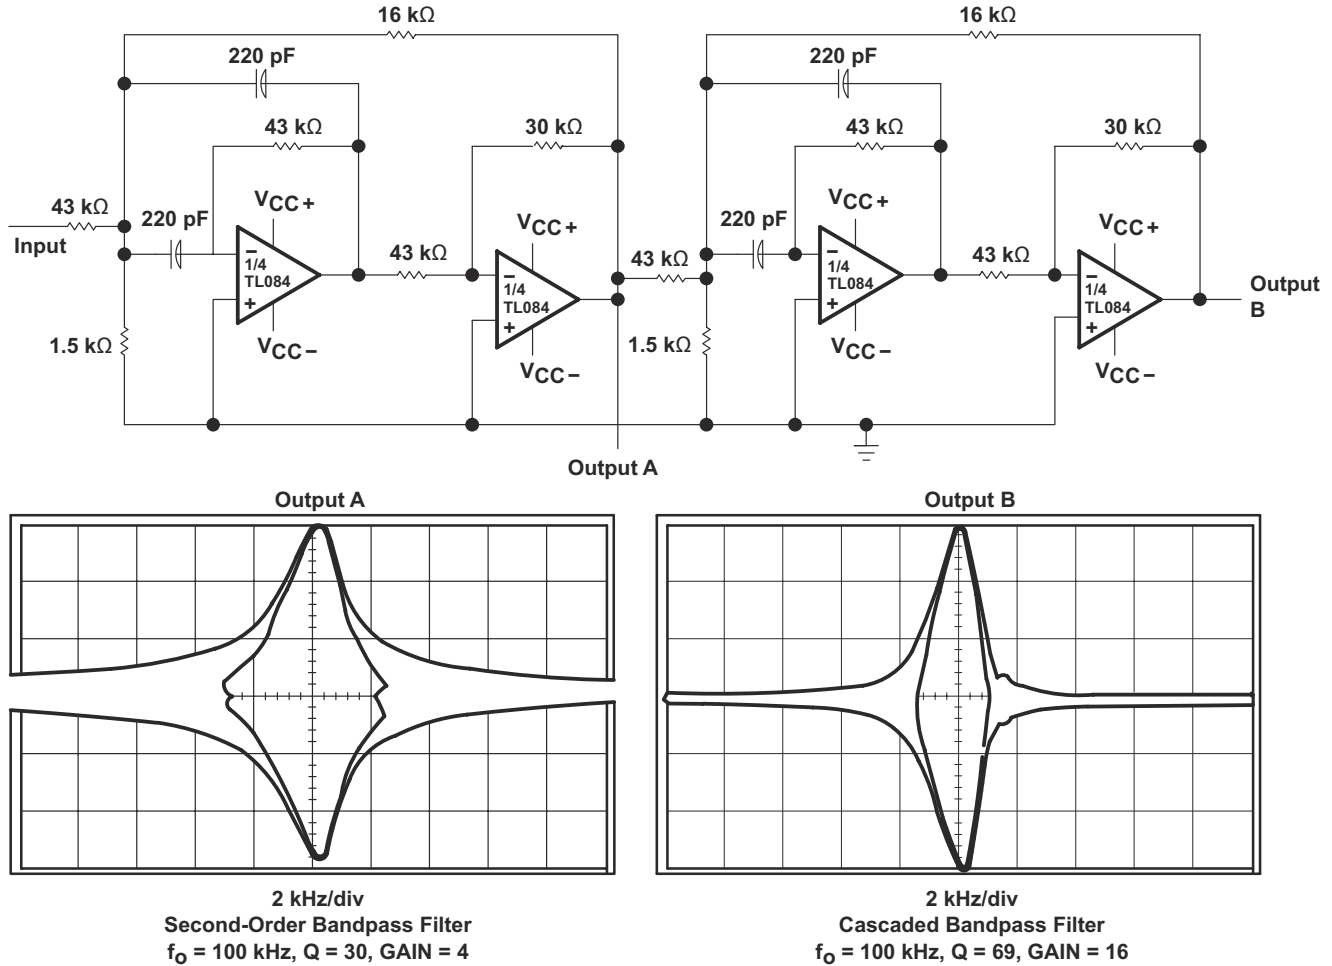 16 kΩ
16 kΩ
220 pF
220 pF
43 kΩ
30 kΩ
43 kΩ
30 kΩ
43 kΩ
Input
220 pF
VCC+
−
1/4
TL084
+
VCC−
43 kΩ
VCC+
−
1/4
TL084
+
VCC−
1.5 kΩ
43 kΩ
220 pF
VCC+
−
1/4
TL084
+
VCC−
43 kΩ
VCC+
−
1/4
TL084
+
VCC−
1.5 kΩ
Output
B
Output A
Output A
Output B
2 kHz/div
Second-Order Bandpass Filter
fo = 100 kHz, Q = 30, GAIN = 4
2 kHz/div
Cascaded Bandpass Filter
fo = 100 kHz, Q = 69, GAIN = 16